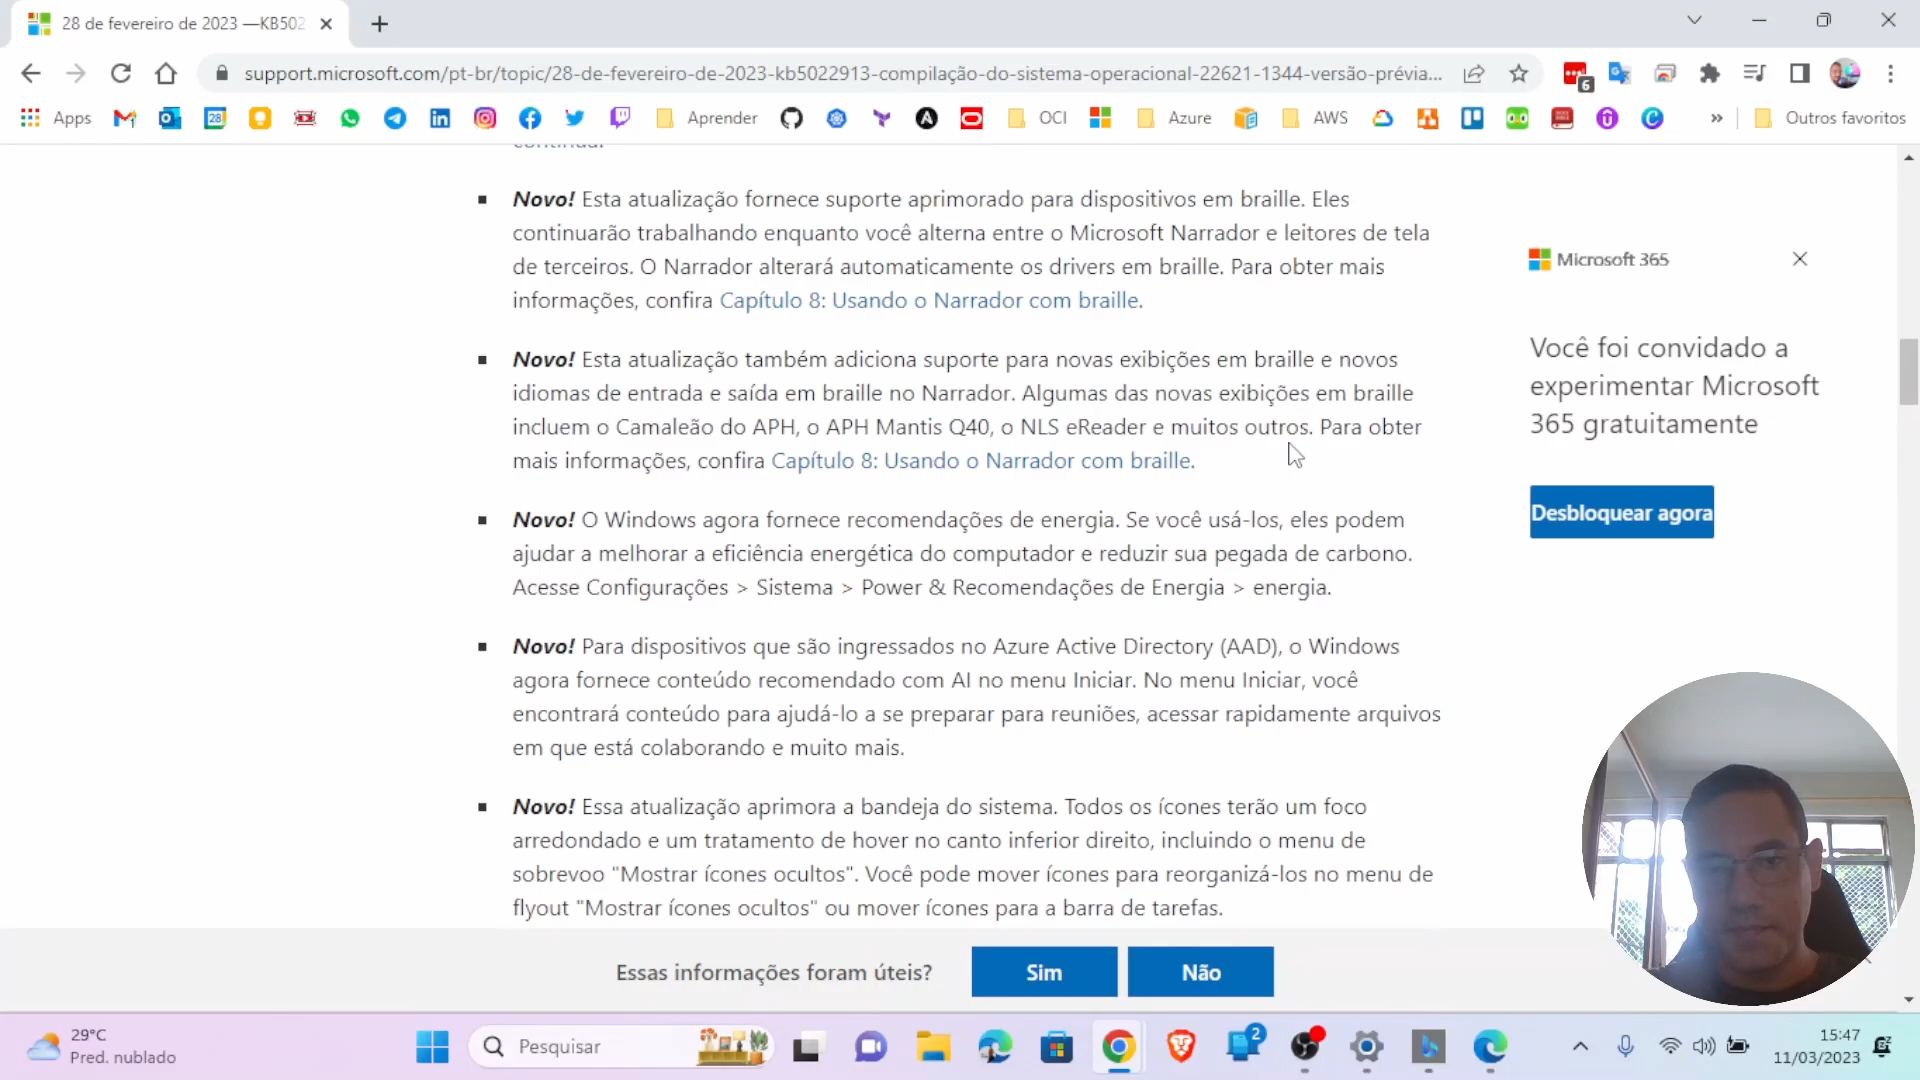 28 de fevereiro de 2023 —KB502
support.microsoft.com/pt-br/topic/28-de-fevereiro-de-2023-kb5022913-compilação-do-sistema-operacional-22621-1344-versão-prévia...
6
Apps
28
Aprender
OCI
Azure
AWS
»
Outros favoritos
continua.
Novo! Esta atualização fornece suporte aprimorado para dispositivos em braille. Eles
continuarão trabalhando enquanto você alterna entre o Microsoft Narrador e leitores de tela
de terceiros. O Narrador alterará automaticamente os drivers em braille. Para obter mais
informações, confira Capítulo 8: Usando o Narrador com braille.
Novo! Esta atualização também adiciona suporte para novas exibições em braille e novos
idiomas de entrada e saída em braille no Narrador. Algumas das novas exibições em braille
incluem o Camaleão do APH, o APH Mantis Q40, o NLS eReader e muitos outros. Para obter
mais informações, confira Capítulo 8: Usando o Narrador com braille.
Novo! O Windows agora fornece recomendações de energia. Se você usá-los, eles podem
ajudar a melhorar a eficiência energética do computador e reduzir sua pegada de carbono.
Acesse Configurações > Sistema > Power & Recomendações de Energia > energia.
Novo! Para dispositivos que são ingressados no Azure Active Directory (AAD), o Windows
agora fornece conteúdo recomendado com AI no menu Iniciar. No menu Iniciar, você
encontrará conteúdo para ajudá-lo a se preparar para reuniões, acessar rapidamente arquivos
em que está colaborando e muito mais.
Novo! Essa atualização aprimora a bandeja do sistema. Todos os ícones terão um foco
arredondado e um tratamento de hover no canto inferior direito, incluindo o menu de
sobrevoo "Mostrar ícones ocultos". Você pode mover ícones para reorganizá-los no menu de
flyout "Mostrar ícones ocultos" ou mover ícones para a barra de tarefas.
Microsoft 365
Você foi convidado a
experimentar Microsoft
365 gratuitamente
Desbloquear agora
Essas informações foram úteis?
Sim
Não
29°C
Pred. nublado
Pesquisar
2
15:47
11/03/2023